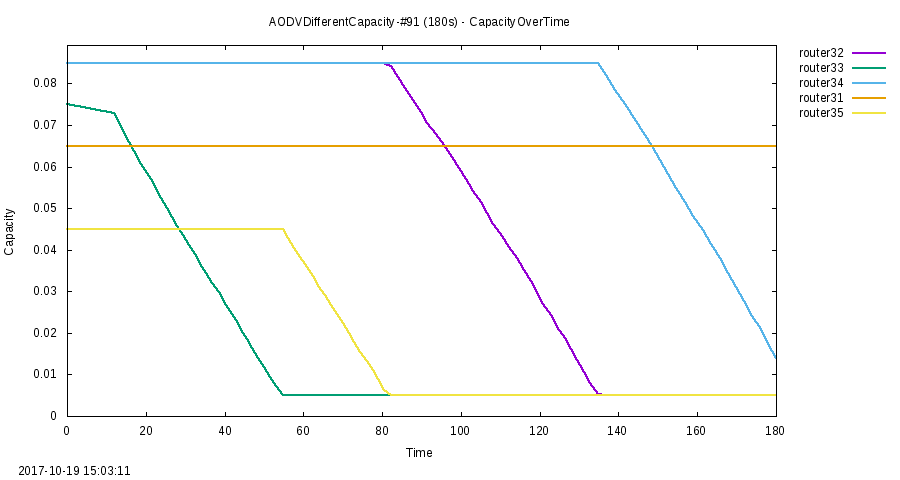 AODVDifferentCapacity-#91 (180s) - CapacityOverTime
router32
router33
router34
router31
router35
0.08
0.07
0.06
0.05
0.04
0.03
0.02
0.01
0
Capacity
0 20 40 60 80 100 120 140 160 180
Time
2017-10-19 15:03:11